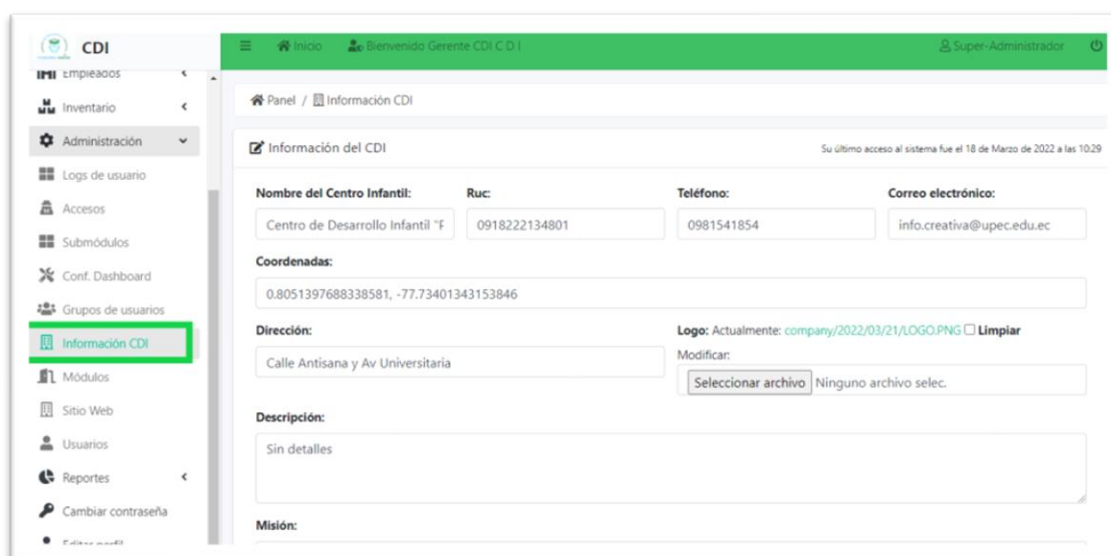 CDI
Inicio
Bienvenido Gerente CDI C D I
Super-Administrador
Empleados
Inventario
Administración
Logs de usuario
Accesos
Submódulos
Conf. Dashboard
Grupos de usuarios
Información CDI
Módulos
Sitio Web
Usuarios
Reportes
Cambiar contraseña
Editar perfil
Panel / Información CDI
Información del CDI
Su último acceso al sistema fue el 18 de Marzo de 2022 a las 10:29
Nombre del Centro Infantil: Ruc: Teléfono: Correo electrónico:
Centro de Desarrollo Infantil 0918222134801 0981541854 info.creativa@upec.edu.ec
Coordenadas:
0.8051397688338581, -77.73401343153846
Dirección:
Calle Antisana y Av Universitaria
Logo: Actualmente: company/2022/03/21/LOGO.PNG Limpiar
Modificar:
Seleccionar archivo Ninguno archivo selec.
Descripción:
Sin detalles
Misión: